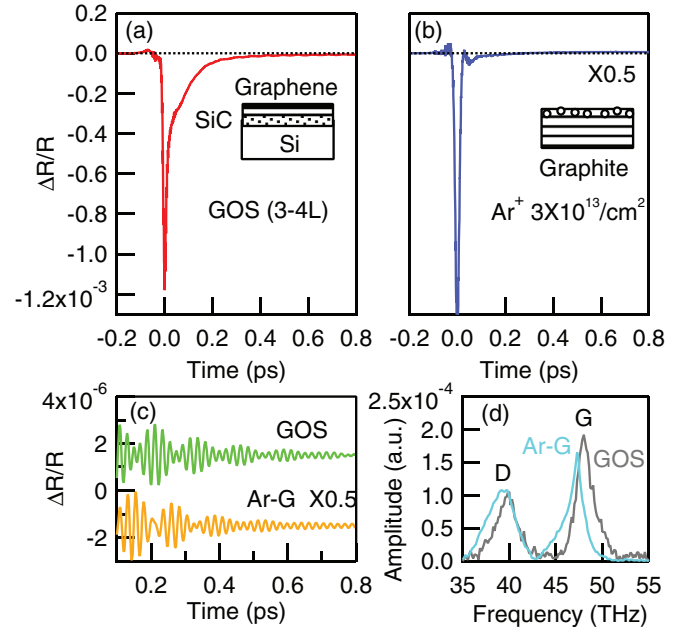 (a)
0.0
-0.2
-0.4
-0.6
-0.8
-1.0
-1.2x10⁻³
ΔR/R
Graphene
SiC
Si
GOS (3-4L)
-0.2 0.0 0.2 0.4 0.6 0.8
Time (ps)
(b)
X0.5
Graphite
Ar⁺ 3X10¹³/cm²
-0.2 0.0 0.2 0.4 0.6 0.8
Time (ps)
(c)
4x10⁻⁶
2
0
-2
ΔR/R
GOS
Ar-G X0.5
0.2 0.4 0.6 0.8
Time (ps)
(d)
2.5x10⁻⁴
2.0
1.5
1.0
0.5
0.0
Amplitude (a.u.)
G
Ar-G
GOS
D
35 40 45 50 55
Frequency (THz)